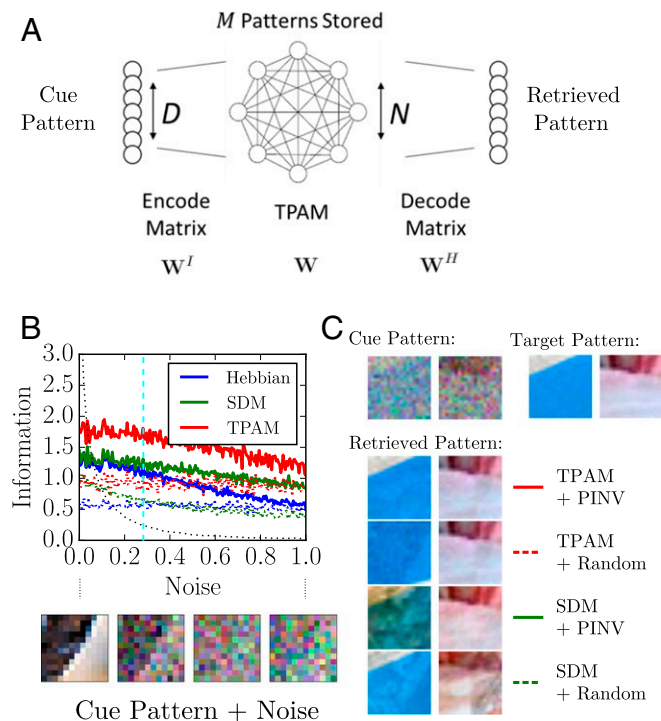 A
M Patterns Stored
Cue
Pattern
D
N
Retrieved
Pattern
Encode
Matrix
TPAM
Decode
Matrix
W^I
W
W^H
B
3.0
2.5
2.0
1.5
1.0
0.5
0.0
Information
Hebbian
SDM
TPAM
0.0 0.2 0.4 0.6 0.8 1.0
Noise
Cue Pattern + Noise
C
Cue Pattern:
Target Pattern:
Retrieved Pattern:
TPAM
+ PINV
TPAM
+ Random
SDM
+ PINV
SDM
+ Random